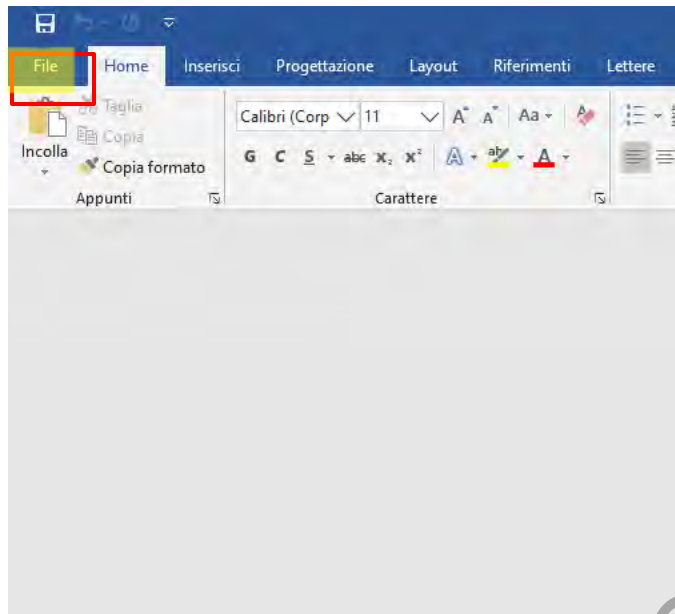 File Home Inserisci Progettazione Layout Riferimenti Lettere
Taglia
Calibri (Corp 11 A A Aa
Copia
Incolla
Copia formato
G C S abc X₂ X² A ab A
Appunti Carattere